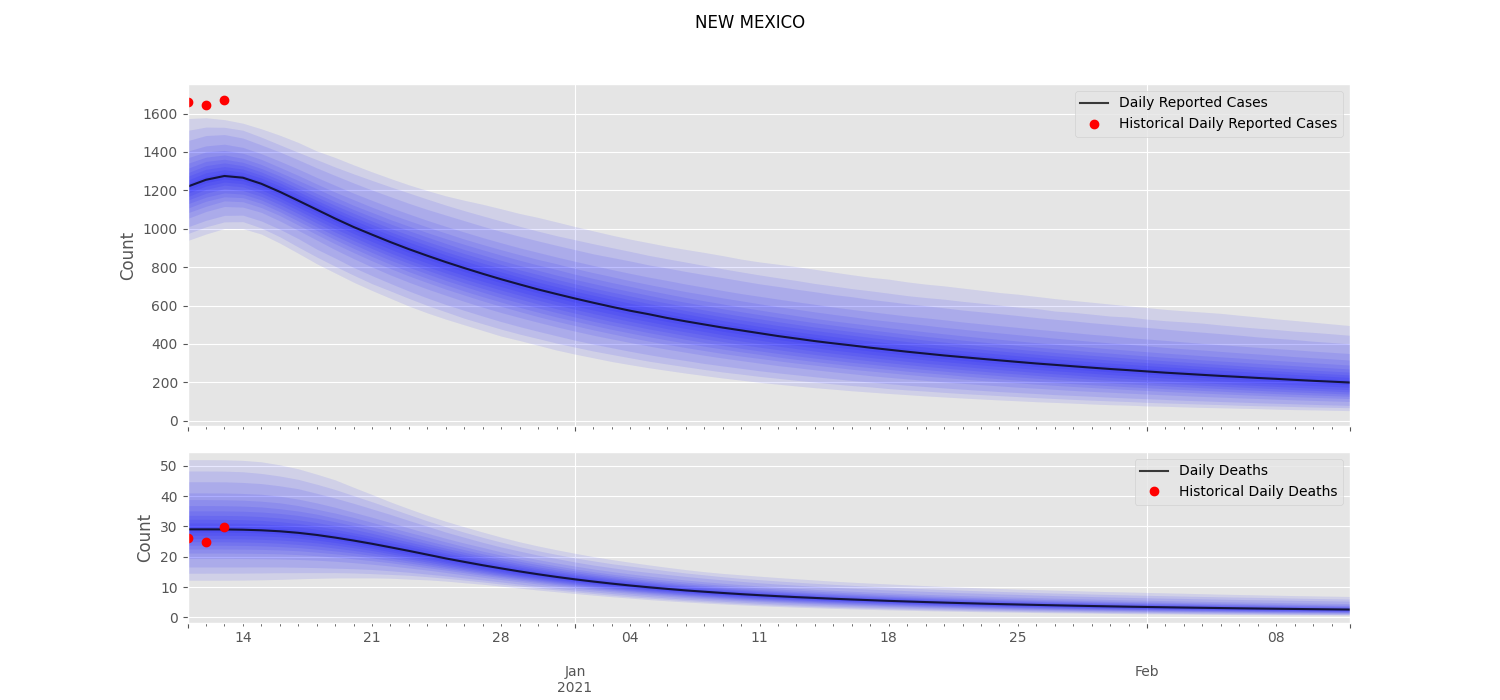 NEW MEXICO
Count
1600
1400
1200
1000
800
600
400
200
0
Daily Reported Cases
Historical Daily Reported Cases
Count
50
40
30
20
10
0
Daily Deaths
Historical Daily Deaths
14 21 28 04 11 18 25 08
Jan Feb
2021